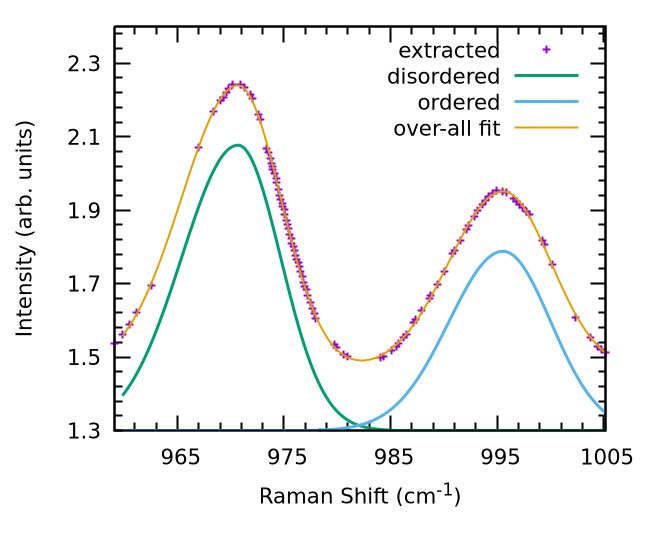 extracted
disordered
ordered
over-all fit
2.3
2.1
1.9
1.7
1.5
1.3
Intensity (arb. units)
965 975 985 995 1005
Raman Shift (cm⁻¹)